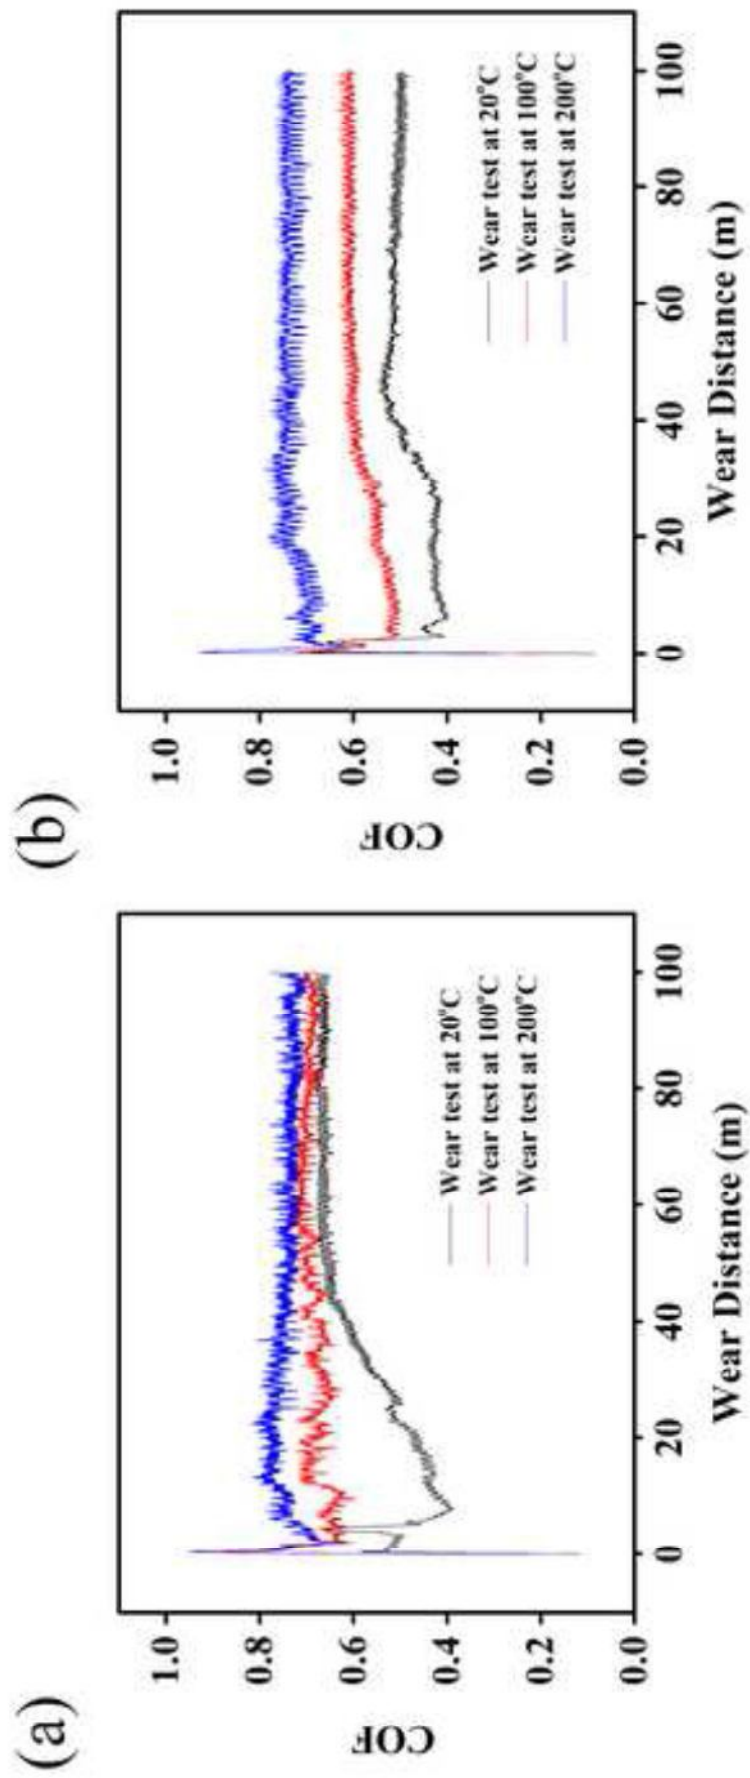 (a)
COF
1.0
0.8
0.6
0.4
0.2
0.0
0 20 40 60 80 100
Wear Distance (m)
Wear test at 20°C
Wear test at 100°C
Wear test at 200°C
(b)
COF
1.0
0.8
0.6
0.4
0.2
0.0
0 20 40 60 80 100
Wear Distance (m)
Wear test at 20°C
Wear test at 100°C
Wear test at 200°C